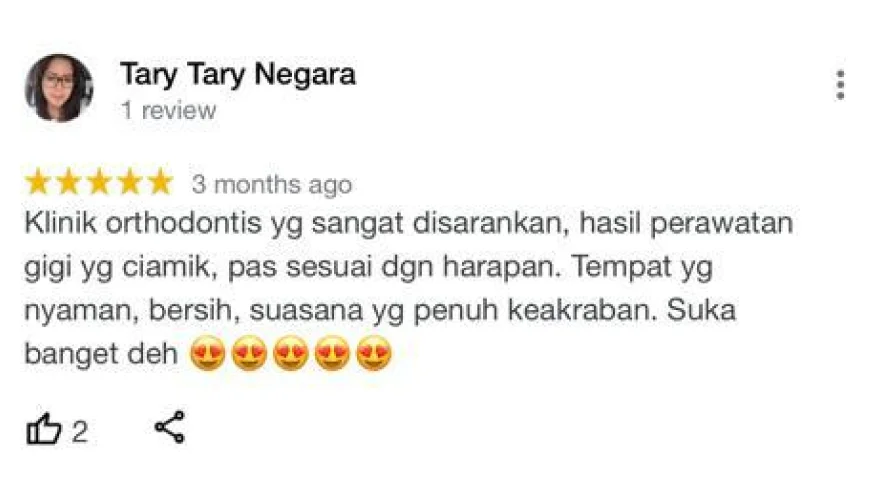 Tary Tary Negara
1 review
3 months ago
Klinik orthodontis yg sangat disarankan, hasil perawatan
gigi yg ciamik, pas sesuai dgn harapan. Tempat yg
nyaman, bersih, suasana yg penuh keakraban. Suka
banget deh 😍😍😍😍😍
2